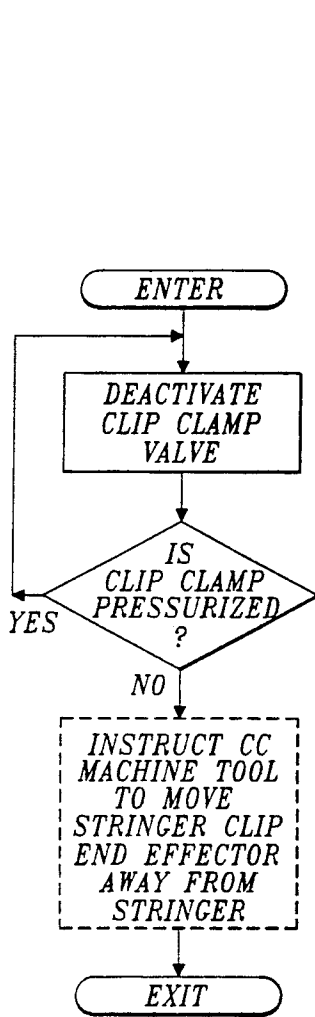 ENTER
DEACTIVATE
CLIP CLAMP
VALVE
IS
CLIP CLAMP
PRESSURIZED
?
YES
NO
INSTRUCT CC
MACHINE TOOL
TO MOVE
STRINGER CLIP
END EFFECTOR
AWAY FROM
STRINGER
EXIT